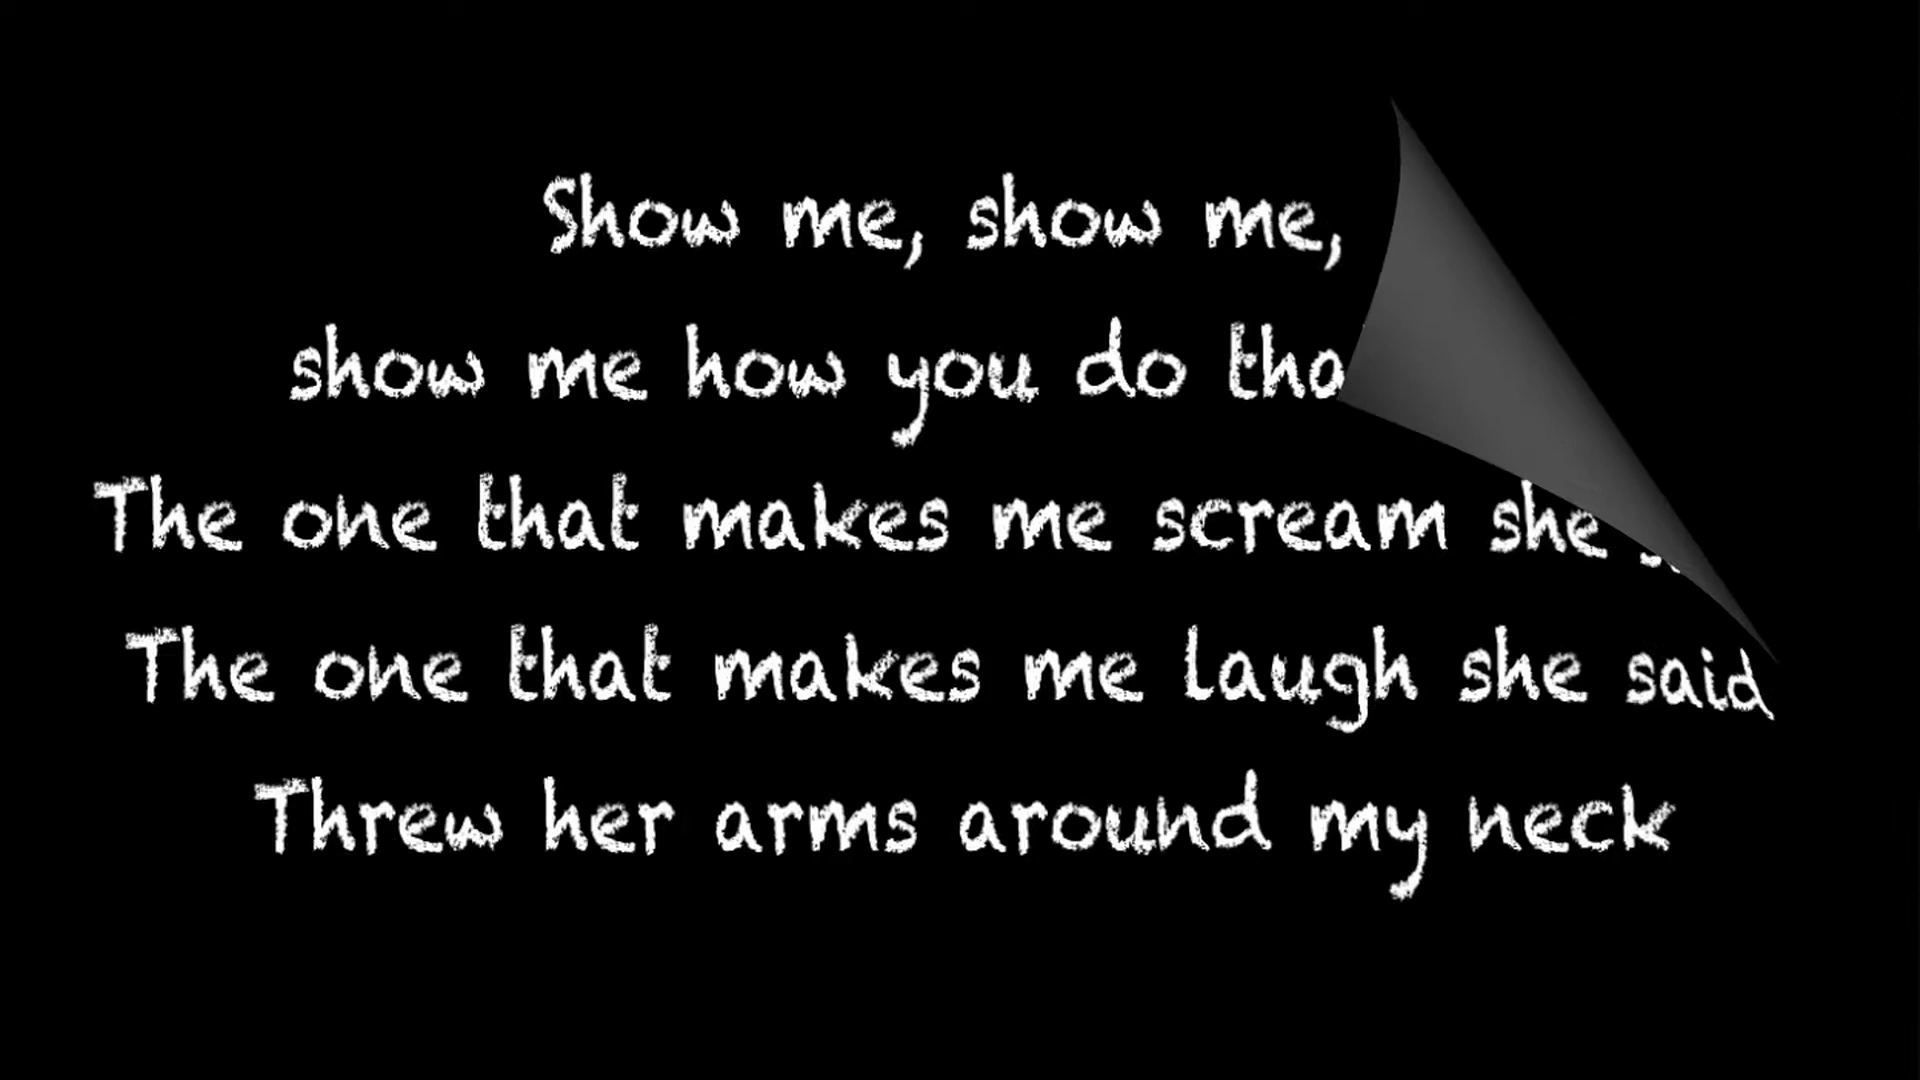 Show me, show me,
show me how you do
The one that makes me scream she
The one that makes me laugh she said
Threw her arms around my neck